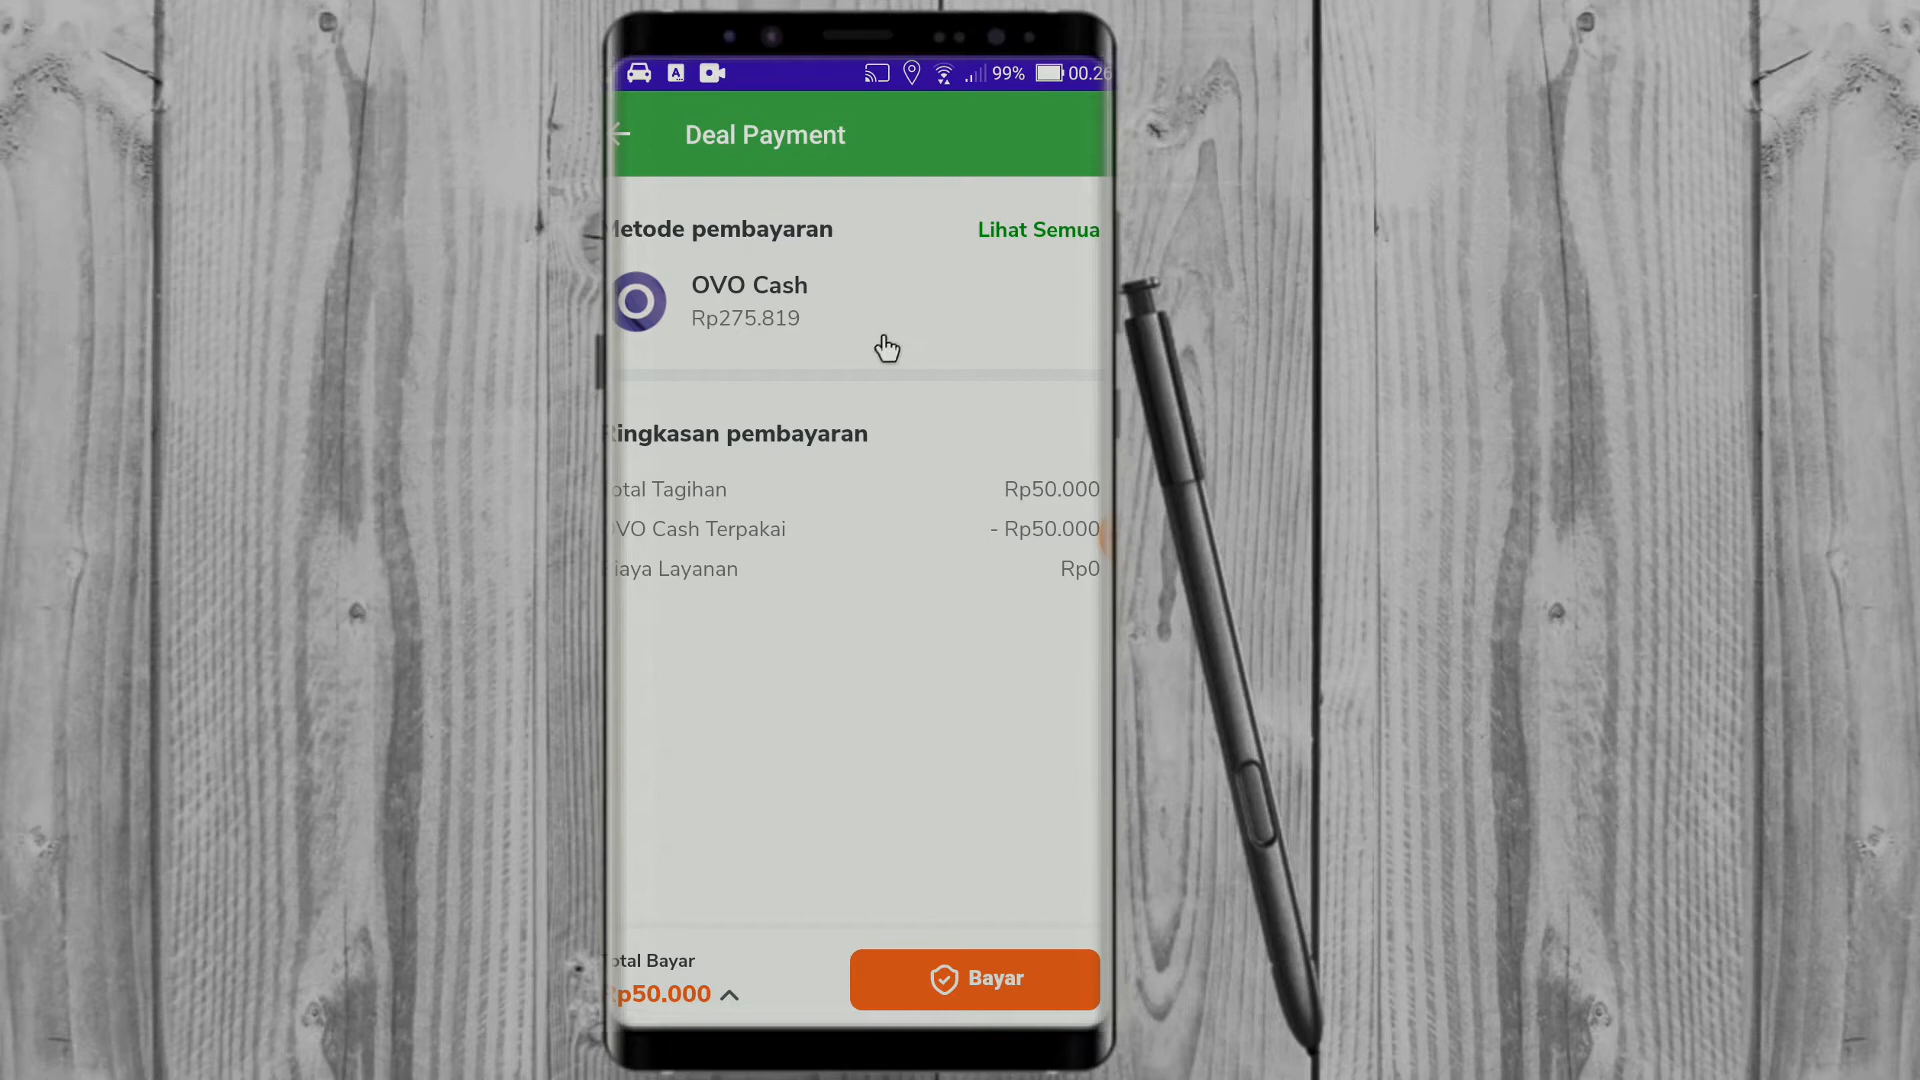 A
99% 00.26
Deal Payment
Metode pembayaran Lihat Semua
OVO Cash
Rp275.819
Ringkasan pembayaran
Total Tagihan Rp50.000
OVO Cash Terpakai - Rp50.000
Biaya Layanan Rp0
Total Bayar
Rp50.000
Bayar